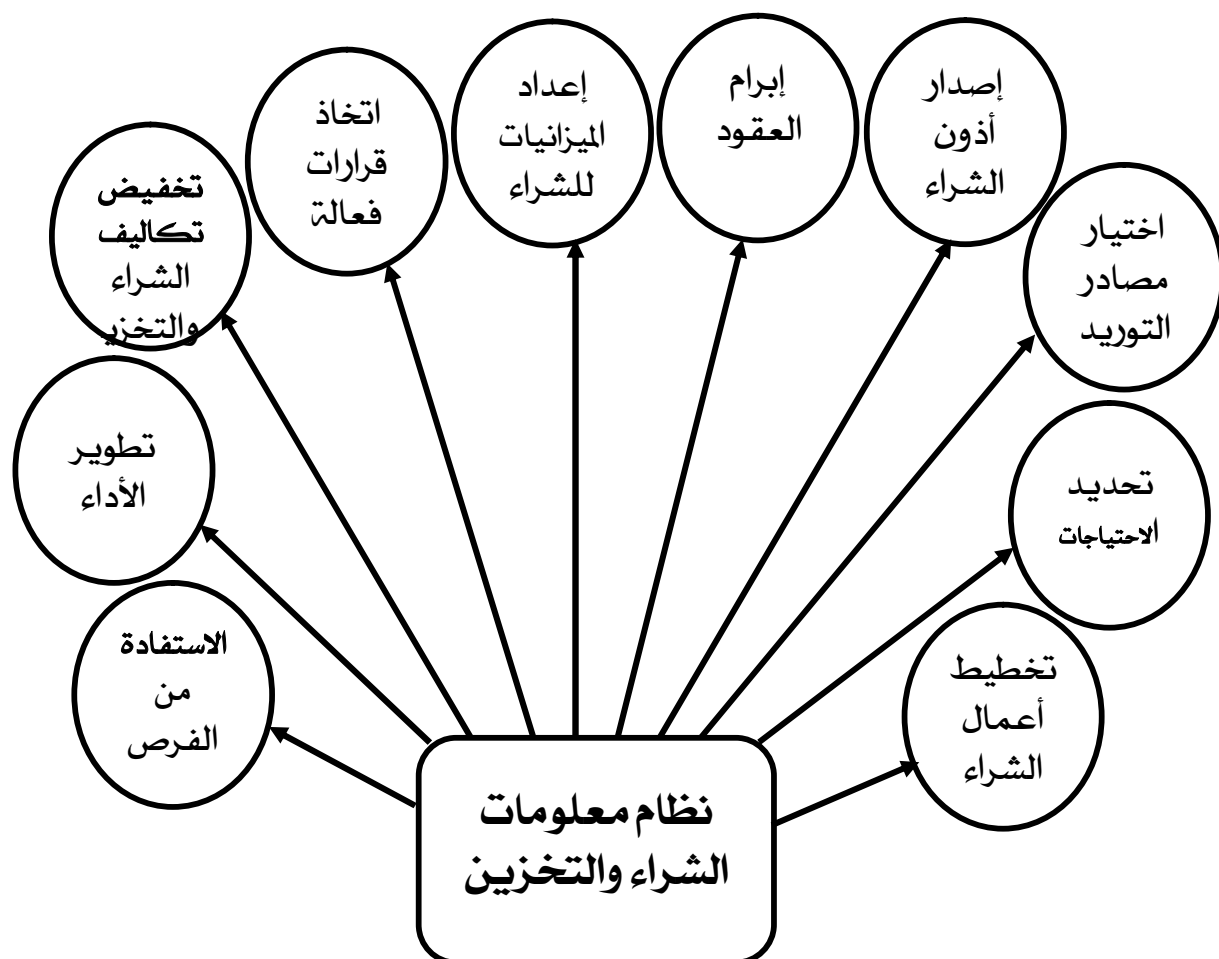 إصدار
أذون
الشراء
إبرام
العقود
إعداد
الميزانيات
للشراء
اتخاذ
قرارات
فعالة
تخفيض
تكاليف
الشراء
والتخزي
اختيار
مصادر
التوريد
تطوير
الأداء
تحديد
الاحتياجات
الاستفادة
من
الفرص
تخطيط
أعمال
الشراء
نظام معلومات
الشراء والتخزين